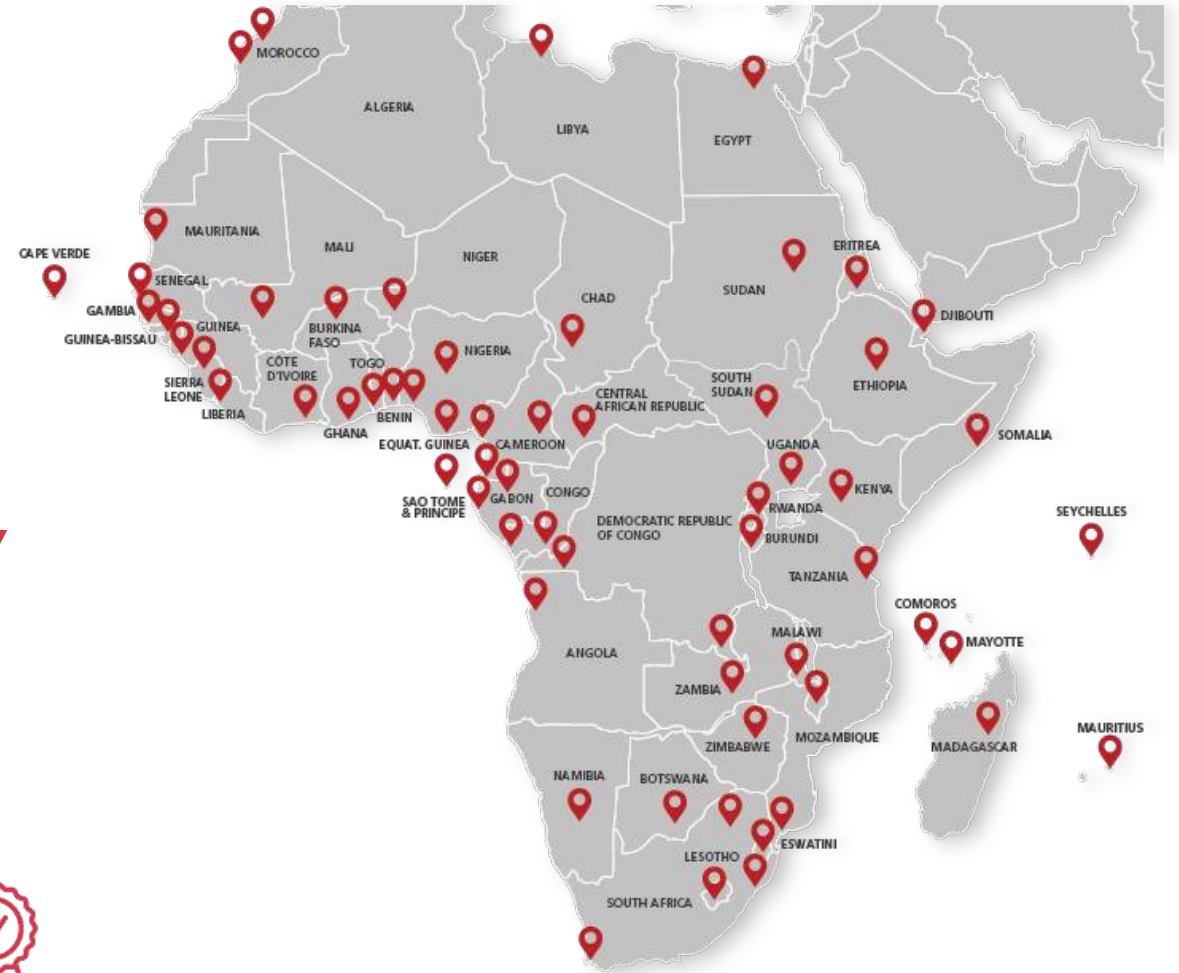 MOROCCO
ALGERIA
LIBYA
EGYPT
MAURITANIA
MALI
NIGER
CAPE VERDE
ERITREA
SENEGAL
SUDAN
CHAD
GAMBIA
DJIBOUTI
GUINEA
BURKINA
FASO
GUINEA-BISSAU
NIGERIA
CÔTE
D'IVOIRE
TOGO
SIERRA
LEONE
SOUTH
SUDAN
ETHIOPIA
CENTRAL
AFRICAN REPUBLIC
LIBERIA
BENIN
GHANA
SOMALIA
EQUAT. GUINEA
CAMEROON
UGANDA
KENYA
GABON
CONGO
SAO TOME
& PRINCIPE
RWANDA
SEYCHELLES
DEMOCRATIC REPUBLIC
OF CONGO
BURUNDI
TANZANIA
COMOROS
MALAWI
MAYOTTE
ANGOLA
ZAMBIA
MAURITIUS
MOZAMBIQUE
ZIMBABWE
MADAGASCAR
NAMIBIA
BOTSWANA
ESWATINI
LESOTHO
SOUTH AFRICA